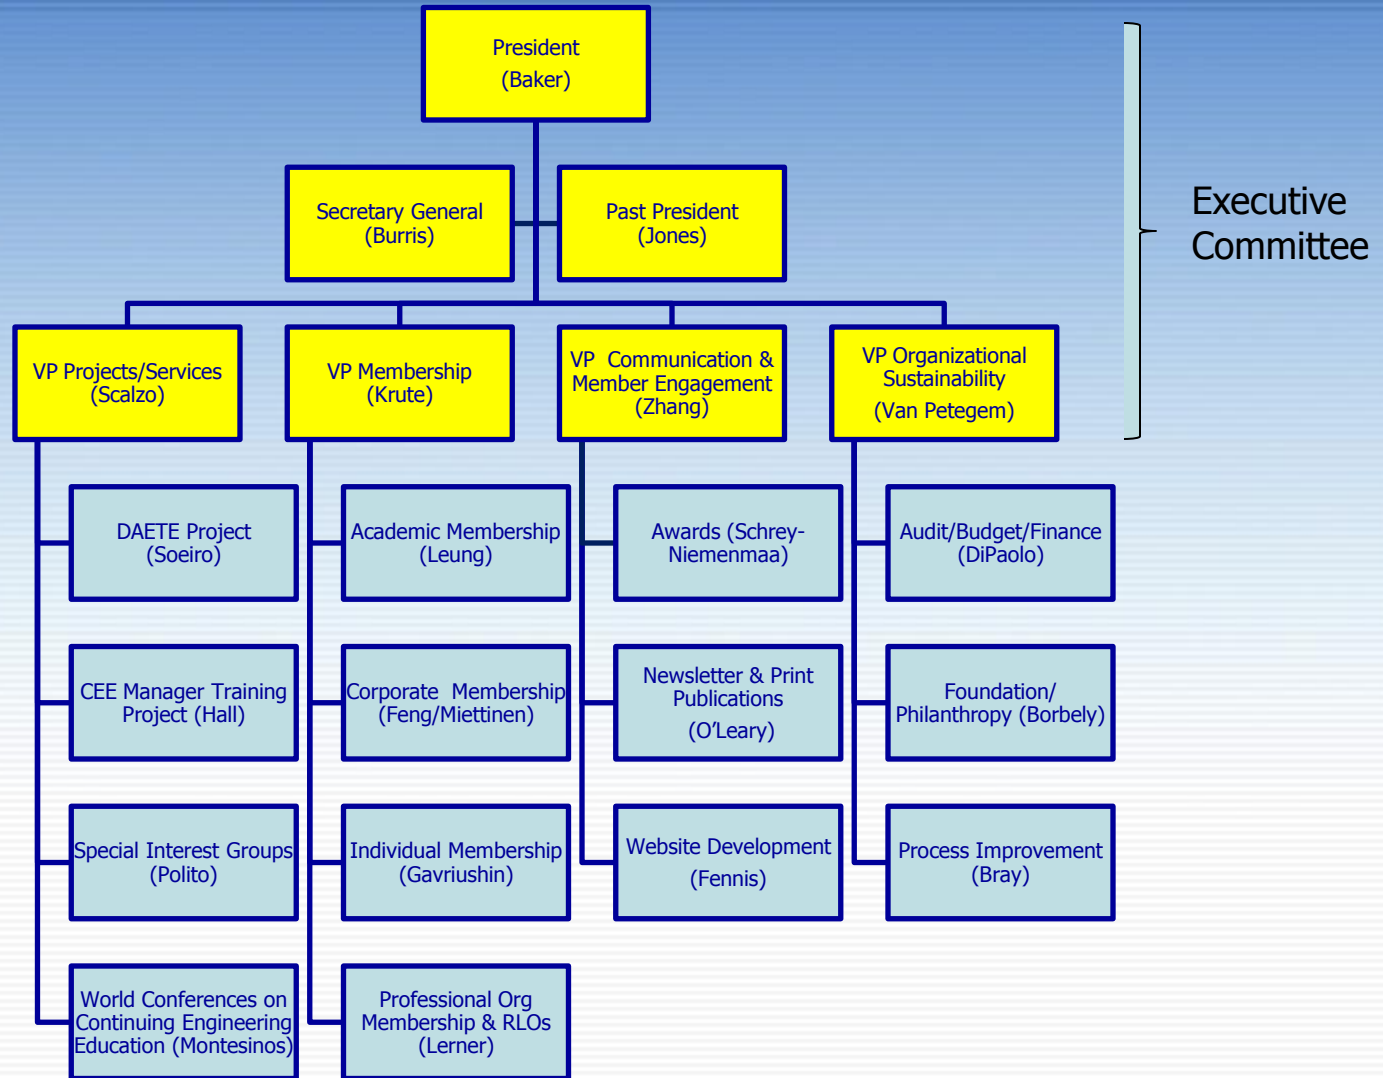 President
(Baker)
Secretary General
(Burris)
Past President
(Jones)
Executive
Committee
VP Projects/Services
(Scalzo)
VP Membership
(Krute)
VP  Communication &
Member Engagement
(Zhang)
VP Organizational
Sustainability
(Van Petegem)
DAETE Project
(Soeiro)
Academic Membership
(Leung)
Awards (Schrey-
Niemenmaa)
Audit/Budget/Finance
(DiPaolo)
CEE Manager Training
Project (Hall)
Corporate  Membership
(Feng/Miettinen)
Newsletter & Print
Publications
(O’Leary)
Foundation/
Philanthropy (Borbely)
Special Interest Groups
(Polito)
Individual Membership
(Gavriushin)
Website Development
(Fennis)
Process Improvement
(Bray)
World Conferences on
Continuing Engineering
Education (Montesinos)
Professional Org
Membership & RLOs
(Lerner)